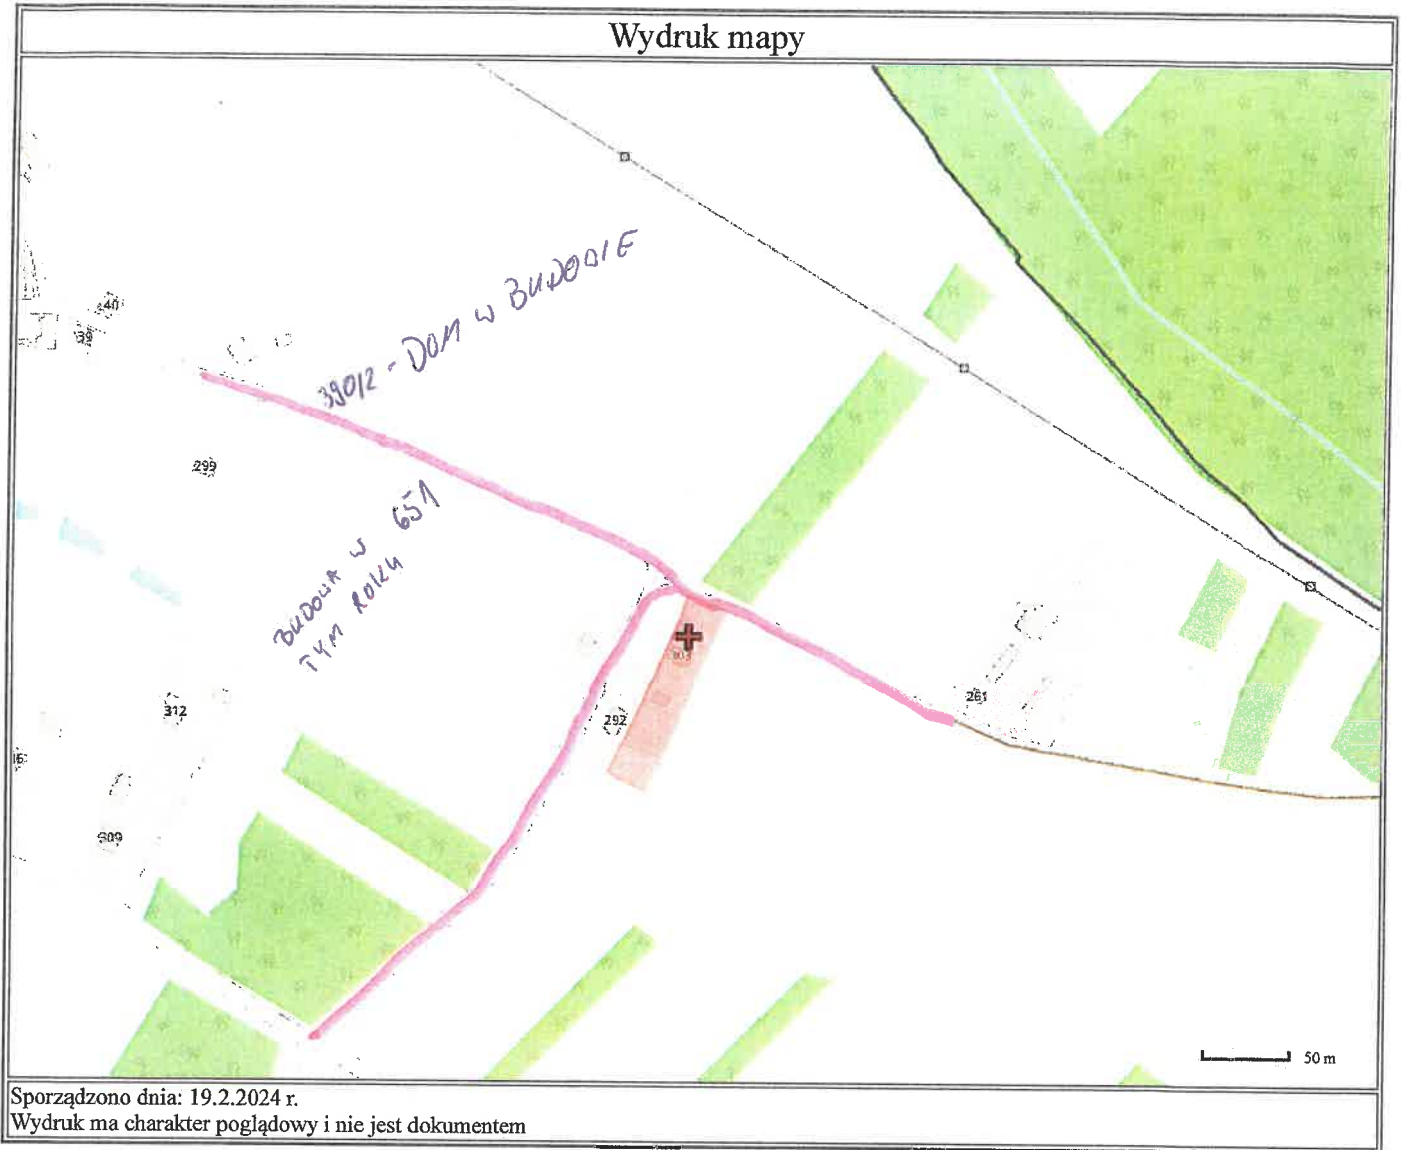 Wydruk mapy
390/2 - DOM W BUDOWIE
40
39
299
BUDOWA W 651
TYM ROKU
303
261
292
312
309
50 m
Sporządzono dnia: 19.2.2024 r.
Wydruk ma charakter poglądowy i nie jest dokumentem